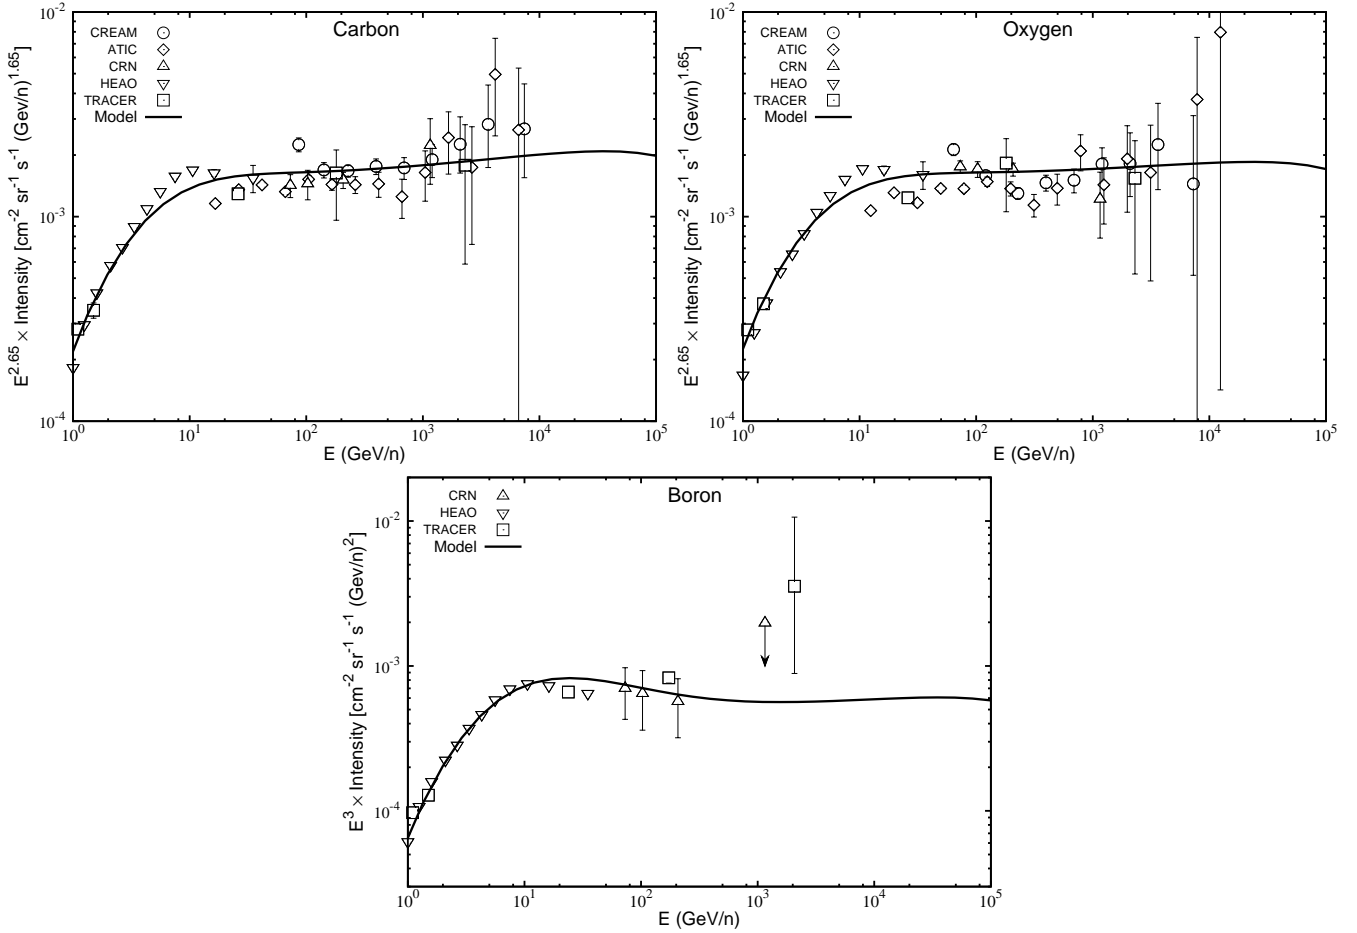 Carbon
CREAM
ATIC
CRN
HEAO
TRACER
Model
E^2.65 × Intensity [cm^-2 sr^-1 s^-1 (Gev/n)^1.65]
10^-2
10^-3
10^-4
10^0 10^1 10^2 10^3 10^4 10^5
E (GeV/n)
Oxygen
CREAM
ATIC
CRN
HEAO
TRACER
Model
E^2.65 × Intensity [cm^-2 sr^-1 s^-1 (Gev/n)^1.65]
10^-2
10^-3
10^-4
10^0 10^1 10^2 10^3 10^4 10^5
E (GeV/n)
Boron
CRN
HEAO
TRACER
Model
E^3 × Intensity [cm^-2 sr^-1 s^-1 (Gev/n)^2]
10^-2
10^-3
10^-4
10^0 10^1 10^2 10^3 10^4 10^5
E (GeV/n)